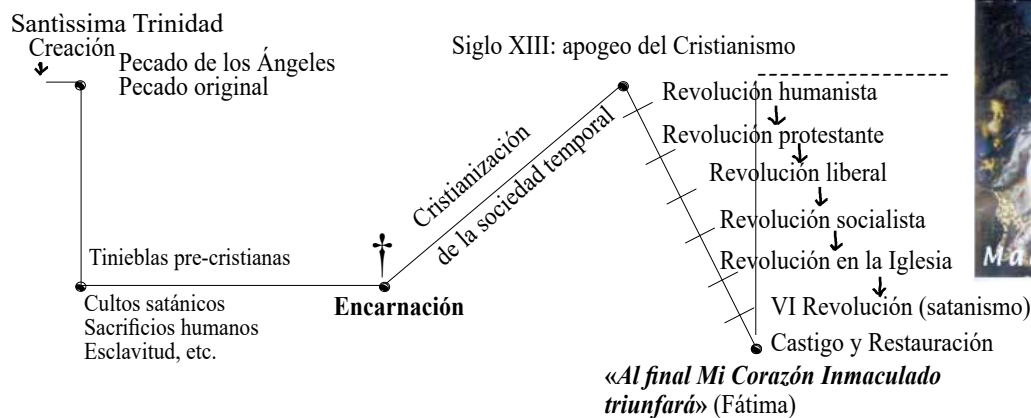 Santìssima Trinidad
Creación
Pecado de los Ángeles
Pecado original
Tinieblas pre-cristianas
Cultos satánicos
Sacrificios humanos
Esclavitud, etc.
Encarnación
Cristianización
de la sociedad temporal
Siglo XIII: apogeo del Cristianismo
Revolución humanista
Revolución protestante
Revolución liberal
Revolución socialista
Revolución en la Iglesia
VI Revolución (satanismo)
Castigo y Restauración
«Al final Mi Corazón Inmaculado
triunfará» (Fátima)